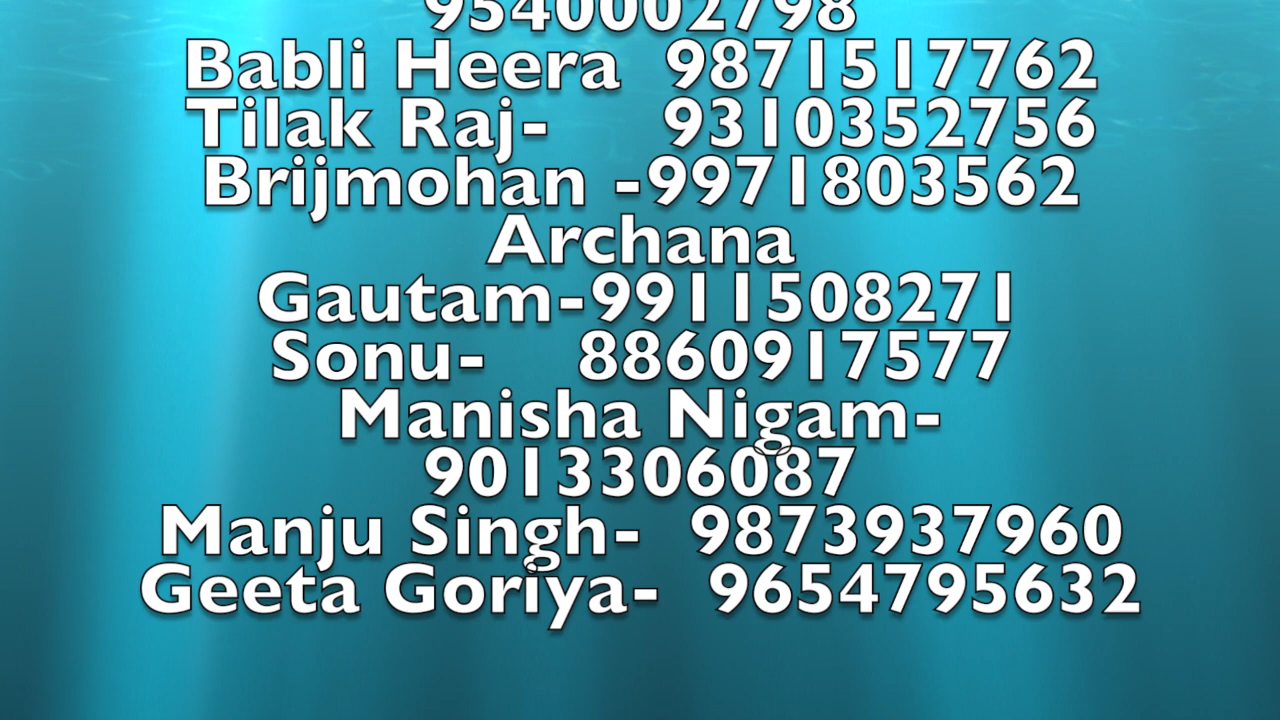 9540002798
Babli Heera 9871517762
Tilak Raj- 9310352756
Brijmohan -9971803562
Archana
Gautam-9911508271
Sonu- 8860917577
Manisha Nigam-
9013306087
Manju Singh- 9873937960
Geeta Goriya- 9654795632